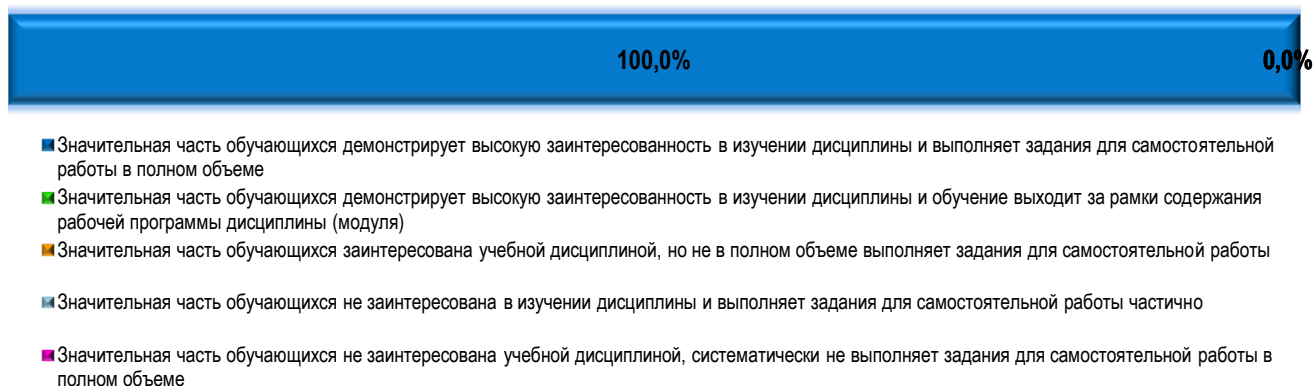 100,0%
0,0%
Значительная часть обучающихся демонстрирует высокую заинтересованность в изучении дисциплины и выполняет задания для самостоятельной
работы в полном объеме
Значительная часть обучающихся демонстрирует высокую заинтересованность в изучении дисциплины и обучение выходит за рамки содержания
рабочей программы дисциплины (модуля)
Значительная часть обучающихся заинтересована учебной дисциплиной, но не в полном объеме выполняет задания для самостоятельной работы
Значительная часть обучающихся не заинтересована в изучении дисциплины и выполняет задания для самостоятельной работы частично
Значительная часть обучающихся не заинтересована учебной дисциплиной, систематически не выполняет задания для самостоятельной работы в
полном объеме